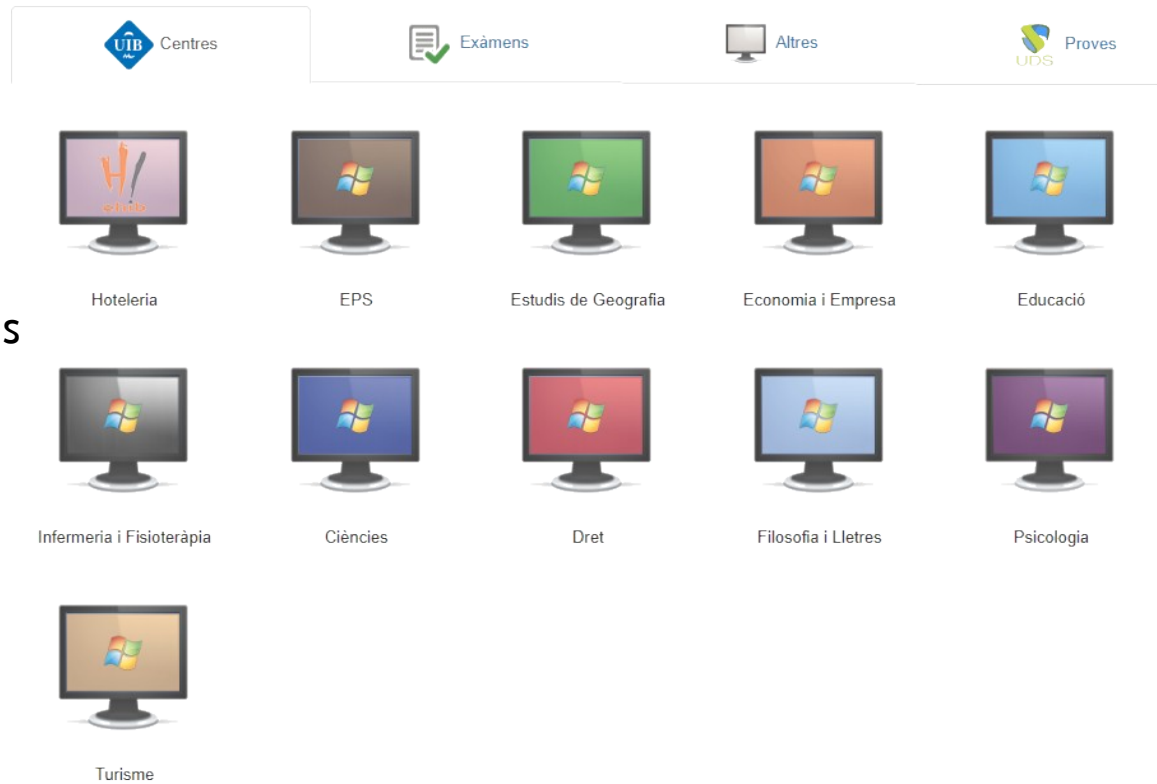 UIB Centres Exàmens Altres UDS Proves
H/
eturib
Hoteleria EPS Estudis de Geografia Economia i Empresa Educació
s
Infermeria i Fisioteràpia Ciències Dret Filosofia i Lletres Psicologia
Turisme